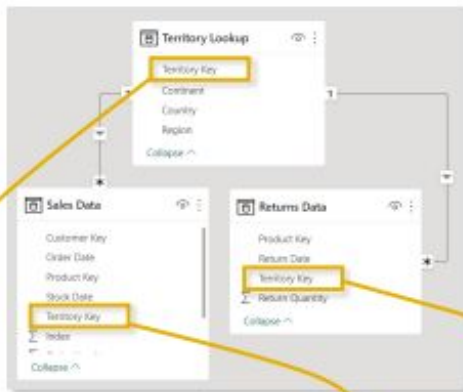 Territory Lookup
Territory Key
Continent
Country
Region
Collapse ^
1
1
*
*
Sales Data
Customer Key
Order Date
Product Key
Stock Date
Territory Key
Σ Index
Collapse ^
Returns Data
Product Key
Return Date
Territory Key
Σ Return Quantity
Collapse ^